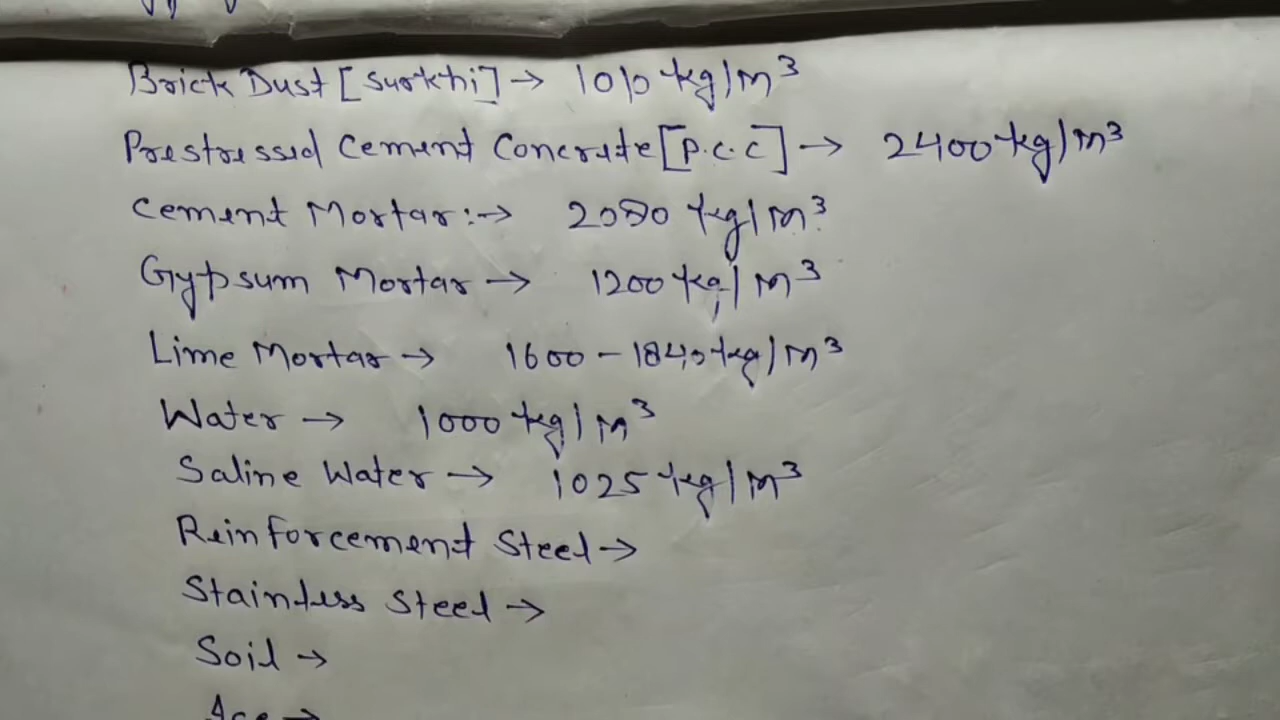 Brick Dust [Surkhi] → 1010 kg/m³
Prestressed Cement Concrete [P.C.C] → 2400 kg/m³
Cement Mortar:→ 2080 kg/m³
Gypsum Mortar → 1200 kg/m³
Lime Mortar → 1600 - 1840 kg/m³
Water → 1000 kg/m³
Saline Water → 1025 kg/m³
Reinforcement Steel →
Stainless Steel →
Soil →